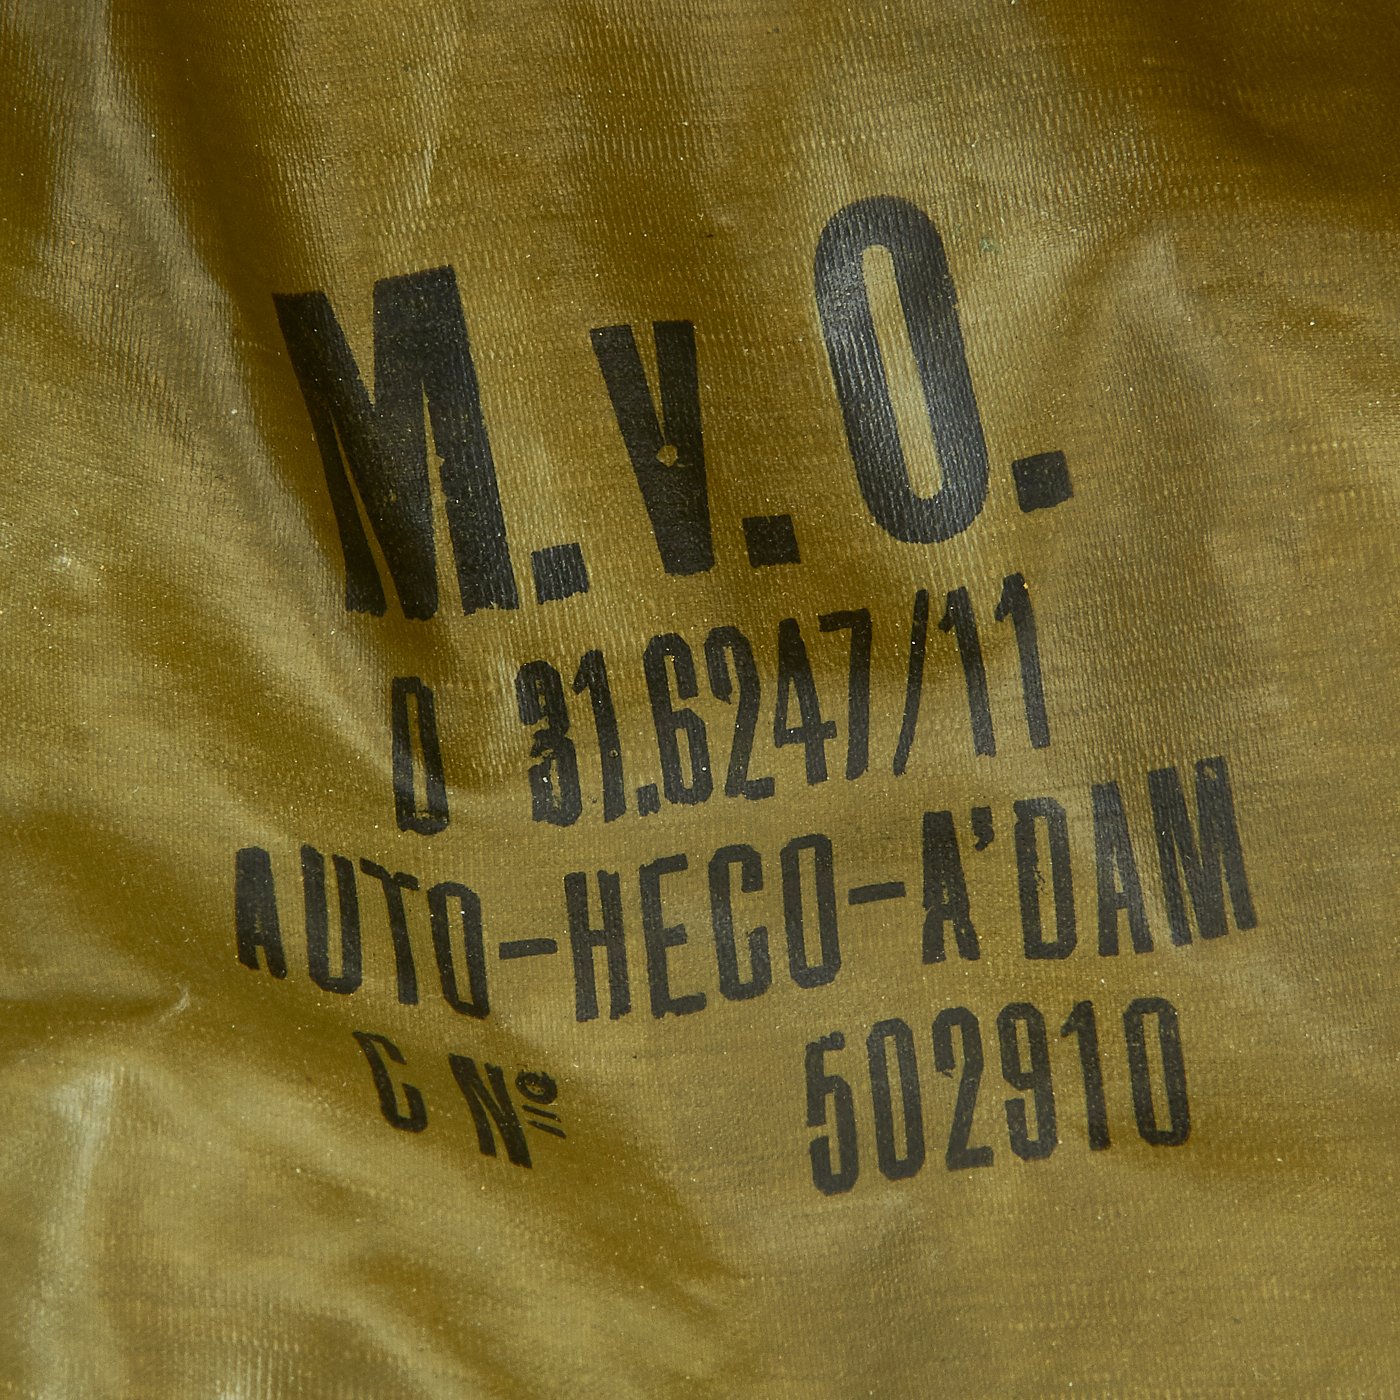 M.v.O.
D 31.6247/11
AUTO-HECO-A'DAM
C Nº 502910